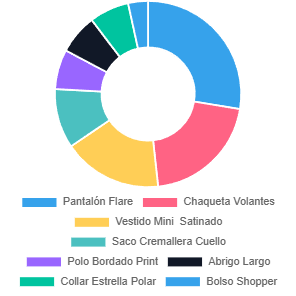 Pantalón Flare Chaqueta Volantes
Vestido Mini Satinado
Saco Cremallera Cuello
Polo Bordado Print Abrigo Largo
Collar Estrella Polar Bolso Shopper